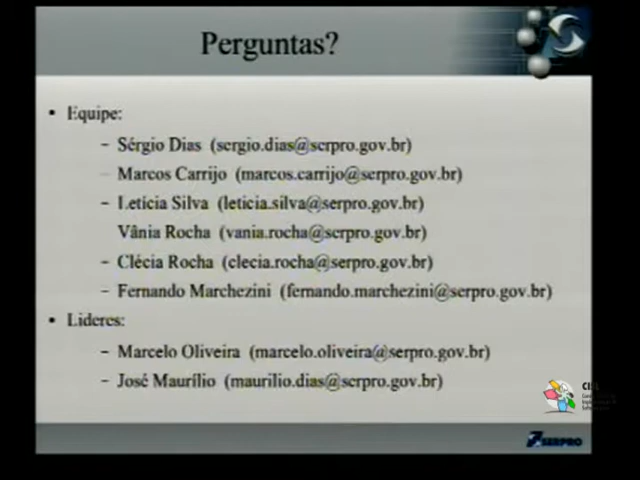 Perguntas?
• Equipe:
– Sérgio Dias (sergio.dias@serpro.gov.br)
– Marcos Carrijo (marcos.carrijo@serpro.gov.br)
– Letícia Silva (leticia.silva@serpro.gov.br)
Vânia Rocha (vania.rocha@serpro.gov.br)
– Clécia Rocha (clecia.rocha@serpro.gov.br)
– Fernando Marchezini (fernando.marchezini@serpro.gov.br)
• Lideres:
– Marcelo Oliveira (marcelo.oliveira@serpro.gov.br)
– José Maurílio (maurilio.dias@serpro.gov.br)
SERPRO